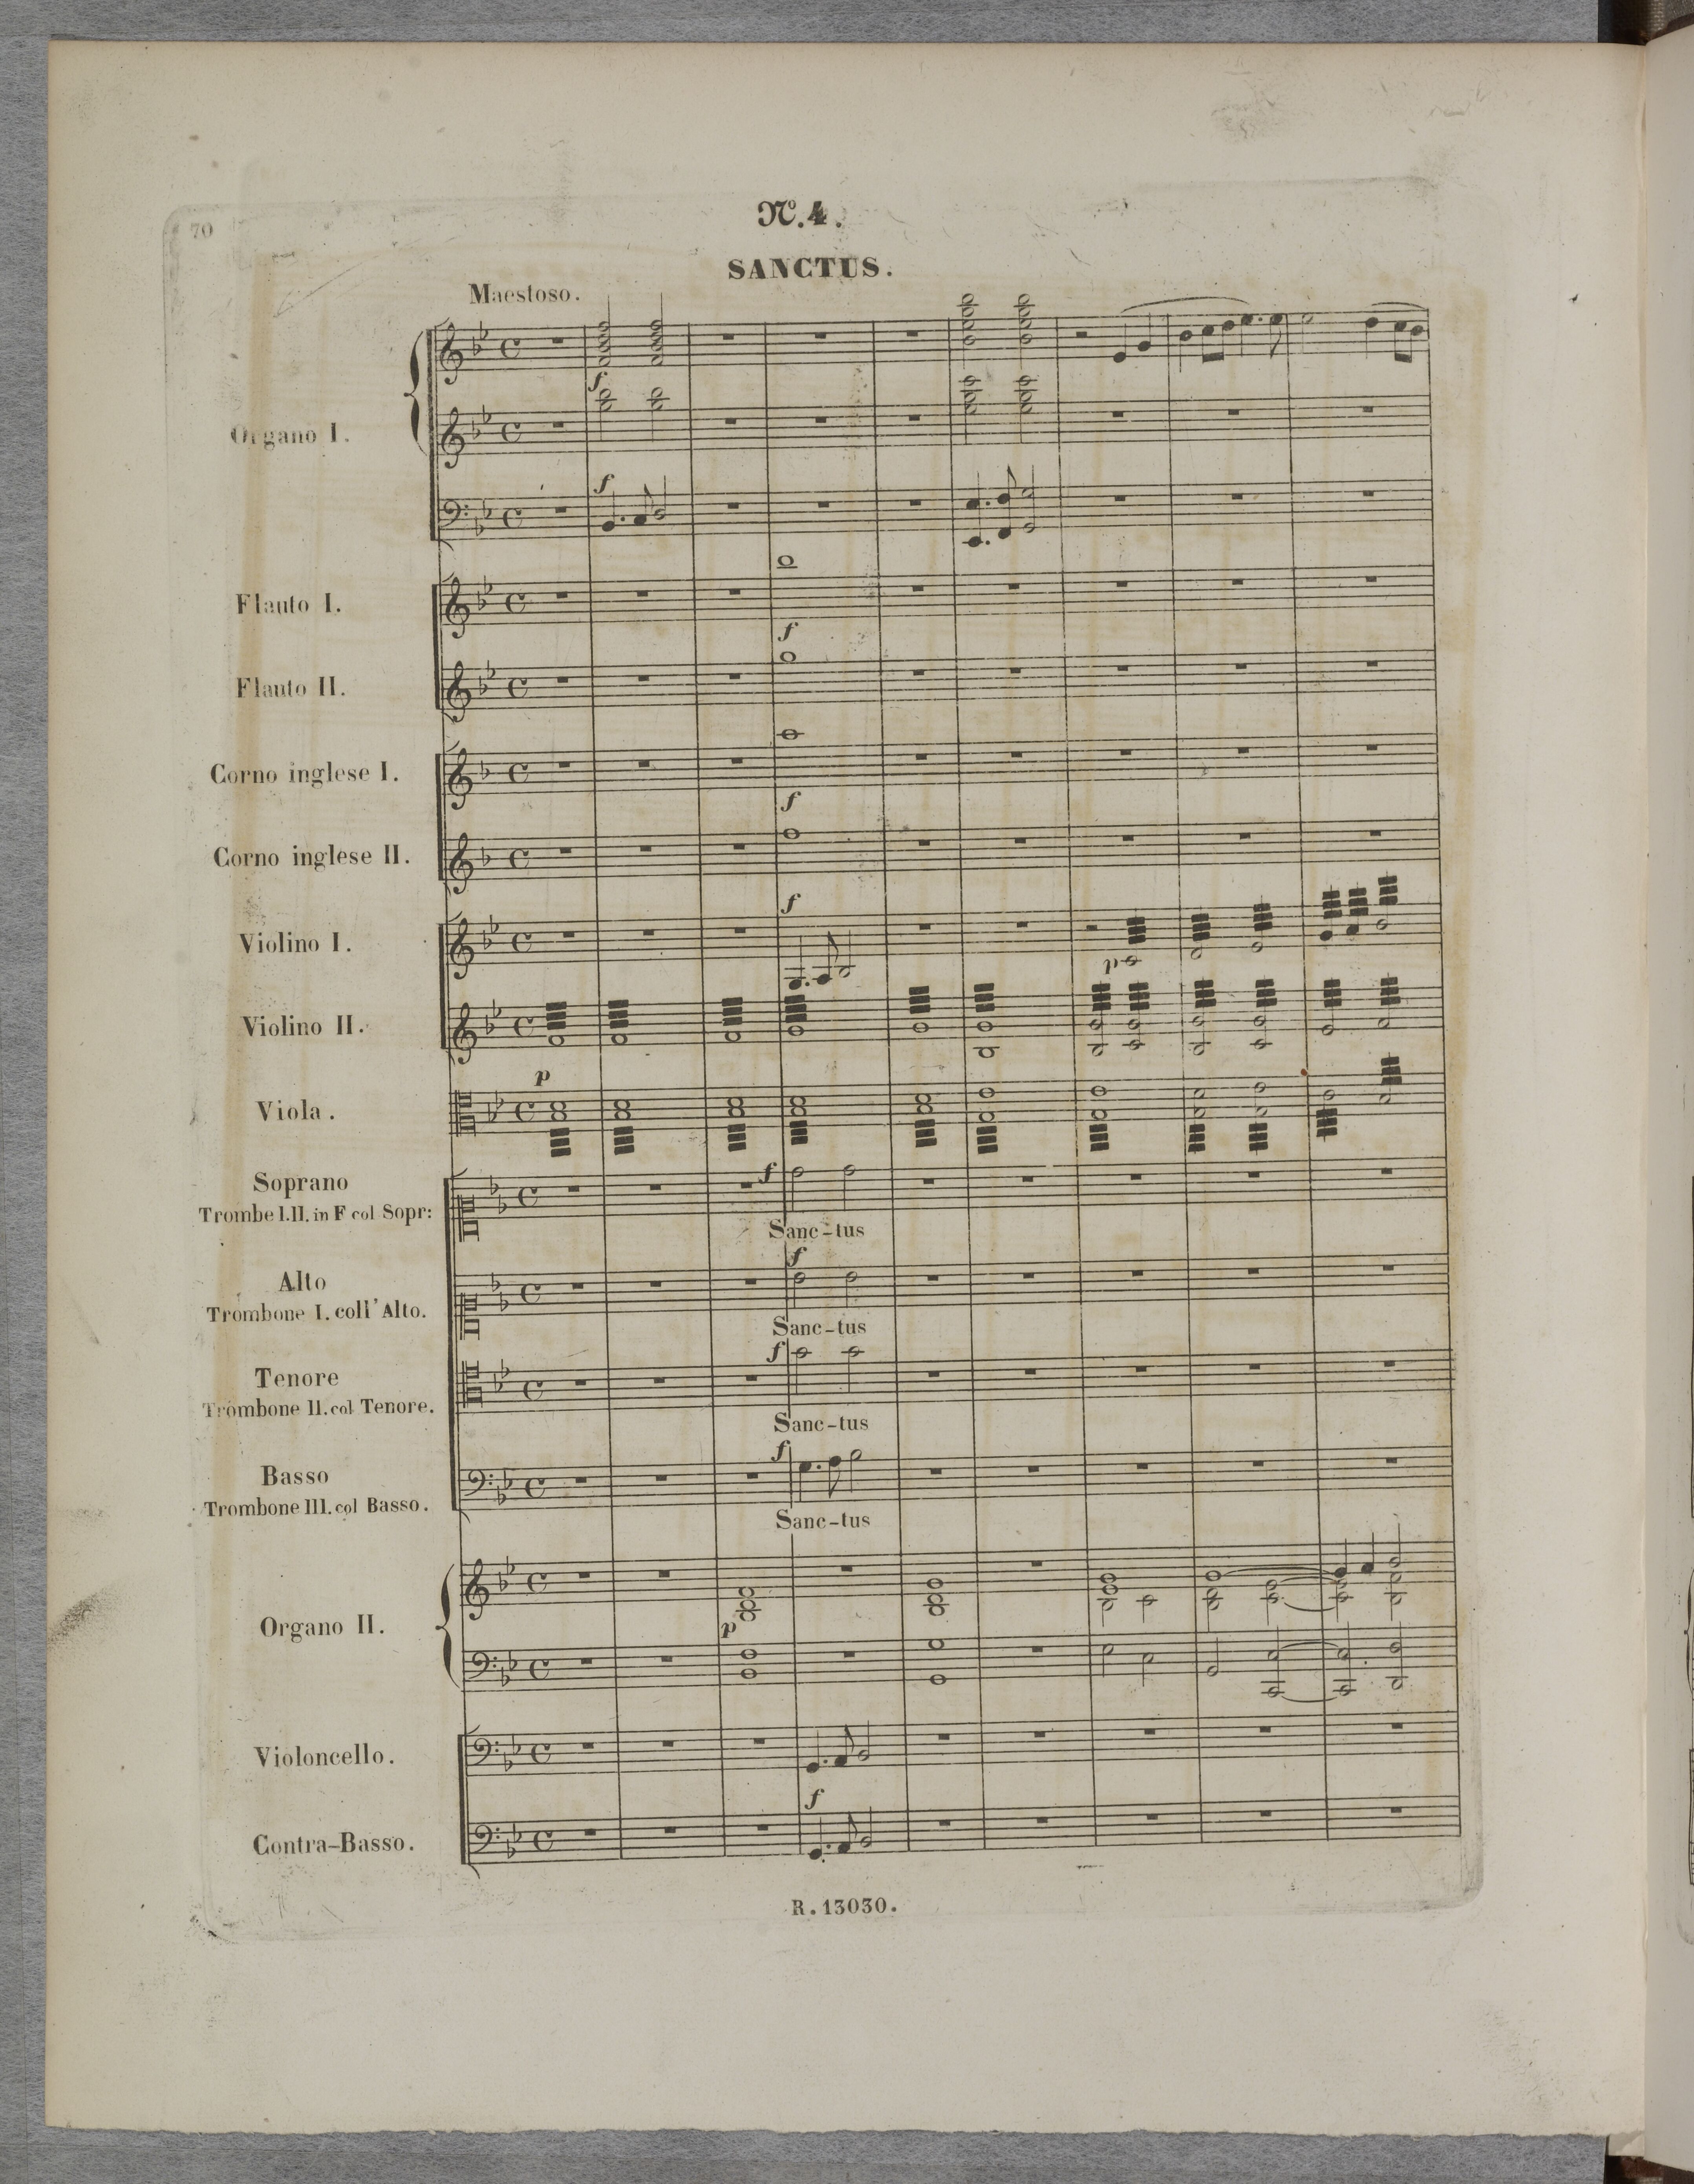 70
No. 4.
SANCTUS.
Maestoso.
Organo I.
f
f
Flauto I.
f
Flauto II.
Corno inglese I.
f
Corno inglese II.
f
Violino I.
p
Violino II.
p
Viola.
Soprano
Trombe I.II. in F col Sopr:
f
Sanc-tus
Alto
Trombone I. coll'Alto.
f
Sanc-tus
Tenore
Trombone II. col Tenore.
f
Sanc-tus
Basso
Trombone III. col Basso.
f
Sanc-tus
Organo II.
p
Violoncello.
f
Contra-Basso.
R. 13030.